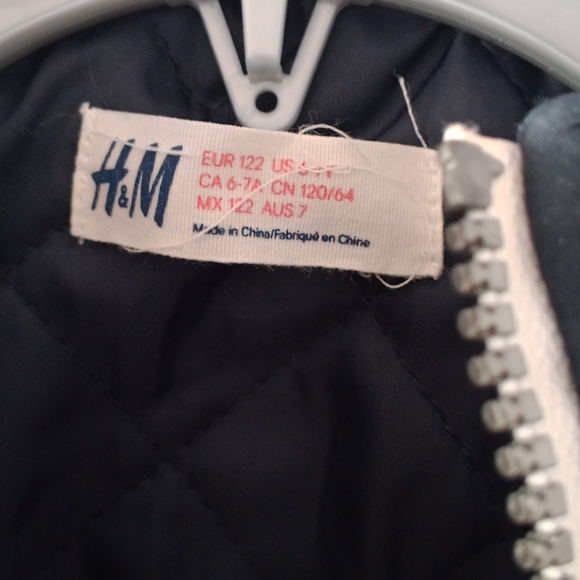 H&M
EUR 122 US
CA 6-7A CN 120/64
MX 122 AUS 7
Made in China/Fabriqué en Chine